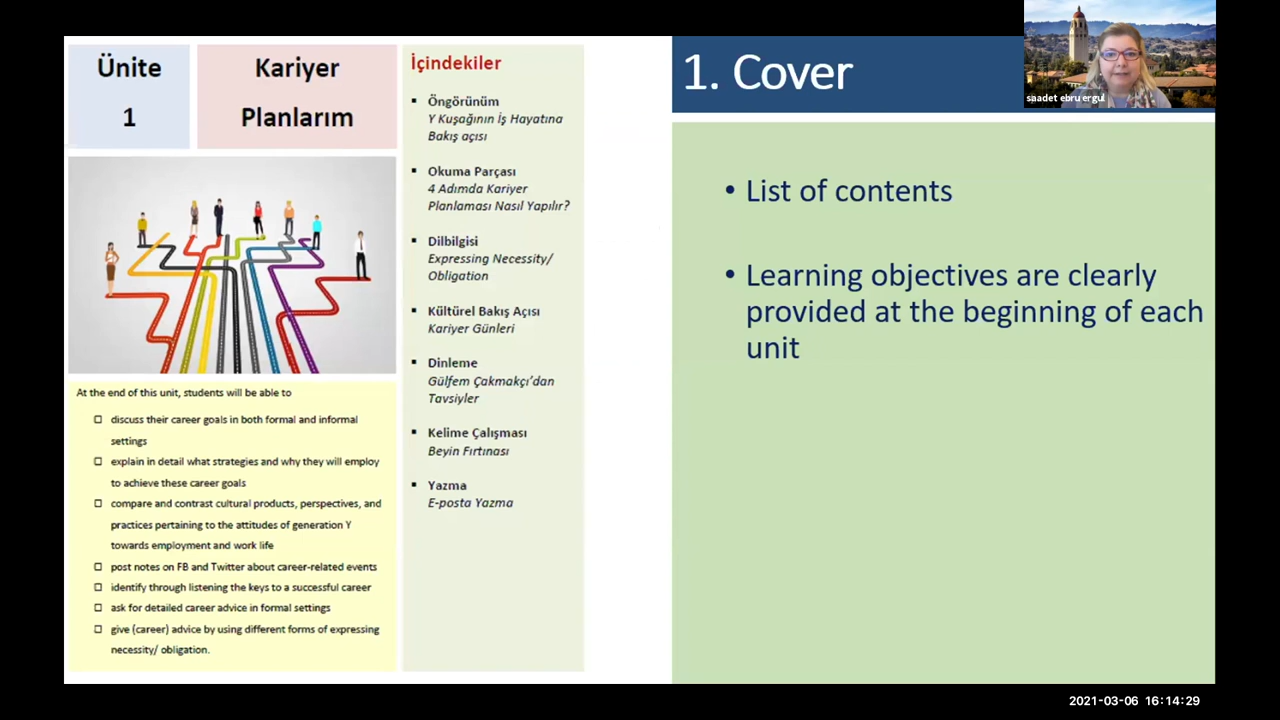 Ünite
1
Kariyer
Planlarım
At the end of this unit, students will be able to
discuss their career goals in both formal and informal
settings
explain in detail what strategies and why they will employ
to achieve these career goals
compare and contrast cultural products, perspectives, and
practices pertaining to the attitudes of generation Y
towards employment and work life
post notes on FB and Twitter about career-related events
identify through listening the keys to a successful career
ask for detailed career advice in formal settings
give (career) advice by using different forms of expressing
necessity/ obligation.
İçindekiler
Öngörünüm
Y Kuşağının İş Hayatına
Bakış açısı
Okuma Parçası
4 Adımda Kariyer
Planlaması Nasıl Yapılır?
Dilbilgisi
Expressing Necessity/
Obligation
Kültürel Bakış Açısı
Kariyer Günleri
Dinleme
Gülfem Çakmakçı'dan
Tavsiyler
Kelime Çalışması
Beyin Fırtınası
Yazma
E-posta Yazma
1. Cover
• List of contents
• Learning objectives are clearly
provided at the beginning of each
unit
saadet ebru ergul
2021-03-06 16:14:29